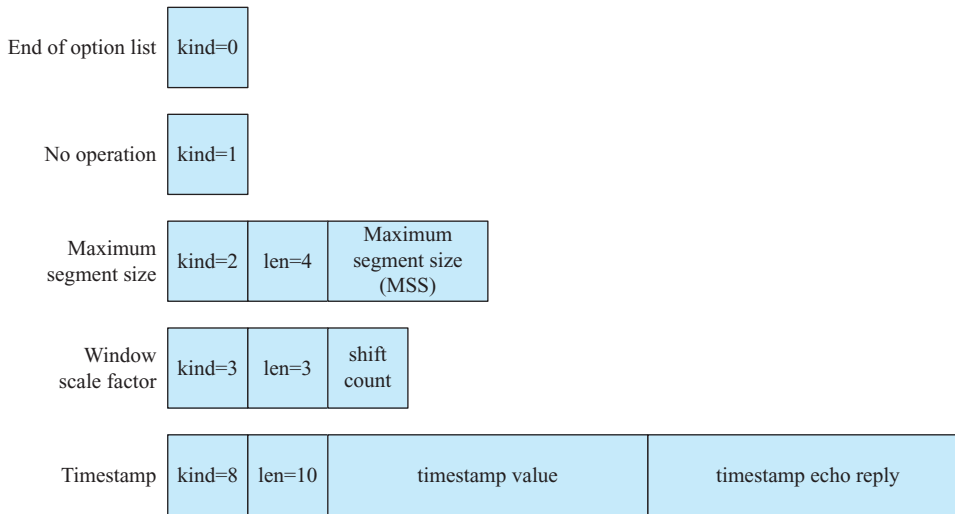 End of option list kind=0
No operation kind=1
Maximum
segment size
kind=2 len=4
Maximum
segment size
(MSS)
Window
scale factor
kind=3 len=3
shift
count
Timestamp kind=8 len=10 timestamp value timestamp echo reply